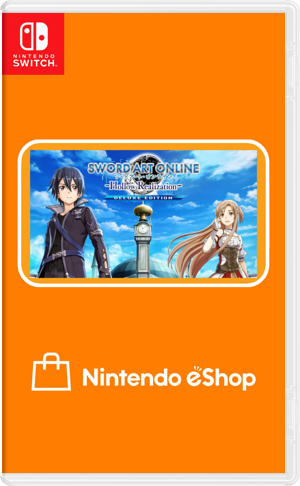 NINTENDO
SWITCH
SWORD ART ONLINE
-Hollow Realization-
DELUXE EDITION
Nintendo eShop